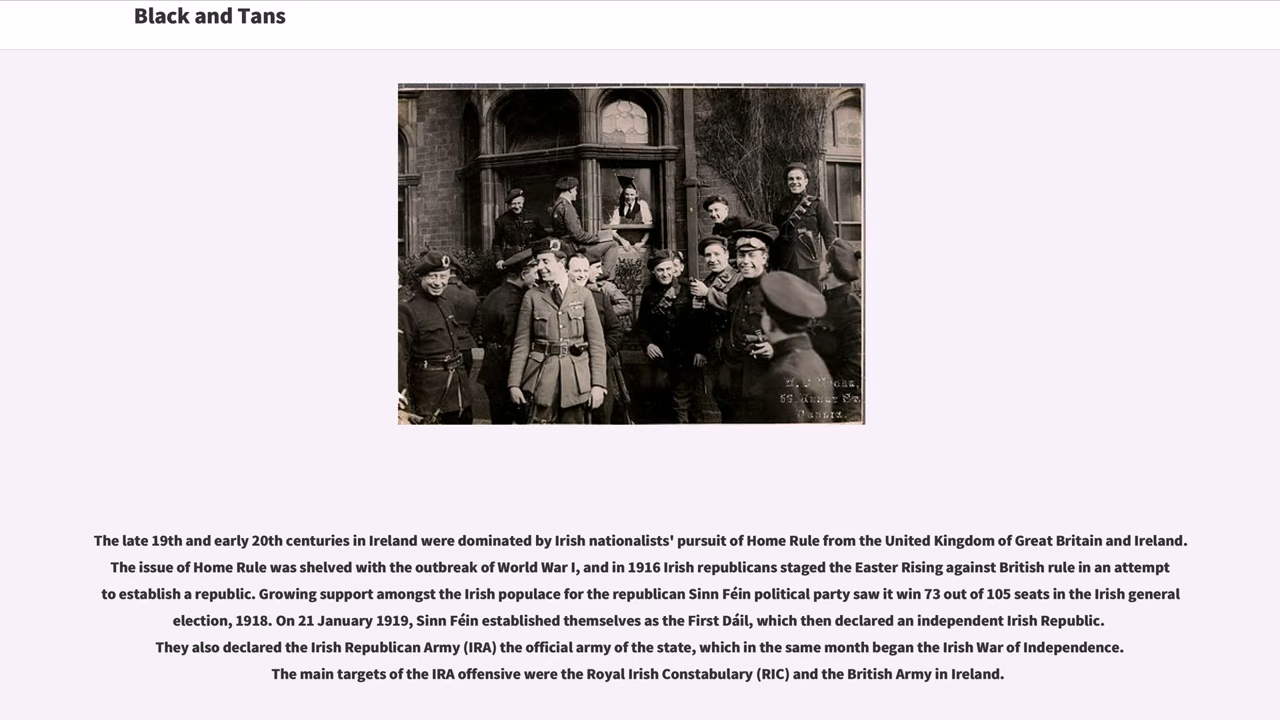 Black and Tans
The late 19th and early 20th centuries in Ireland were dominated by Irish nationalists' pursuit of Home Rule from the United Kingdom of Great Britain and Ireland.
The issue of Home Rule was shelved with the outbreak of World War I, and in 1916 Irish republicans staged the Easter Rising against British rule in an attempt
to establish a republic. Growing support amongst the Irish populace for the republican Sinn Féin political party saw it win 73 out of 105 seats in the Irish general
election, 1918. On 21 January 1919, Sinn Féin established themselves as the First Dáil, which then declared an independent Irish Republic.
They also declared the Irish Republican Army (IRA) the official army of the state, which in the same month began the Irish War of Independence.
The main targets of the IRA offensive were the Royal Irish Constabulary (RIC) and the British Army in Ireland.